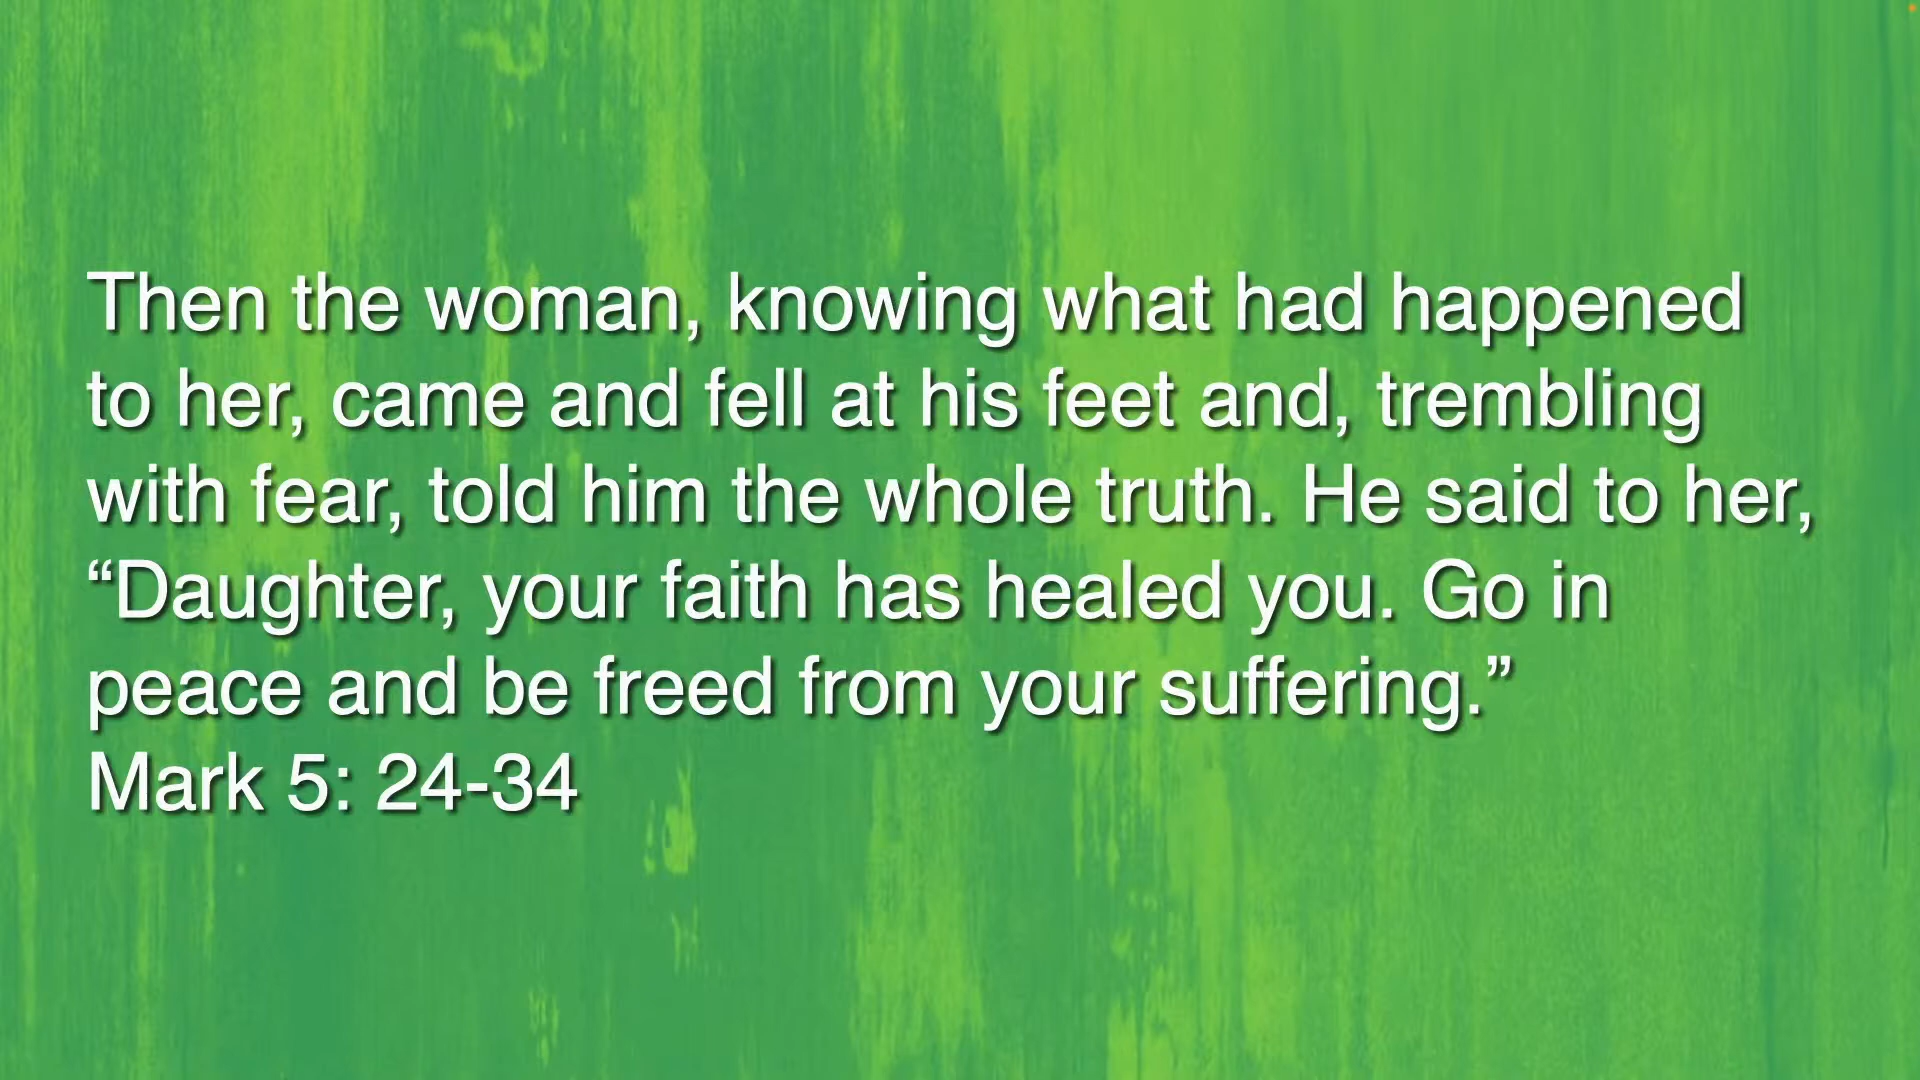 Then the woman, knowing what had happened
to her, came and fell at his feet and, trembling
with fear, told him the whole truth. He said to her,
“Daughter, your faith has healed you. Go in
peace and be freed from your suffering.”
Mark 5: 24-34